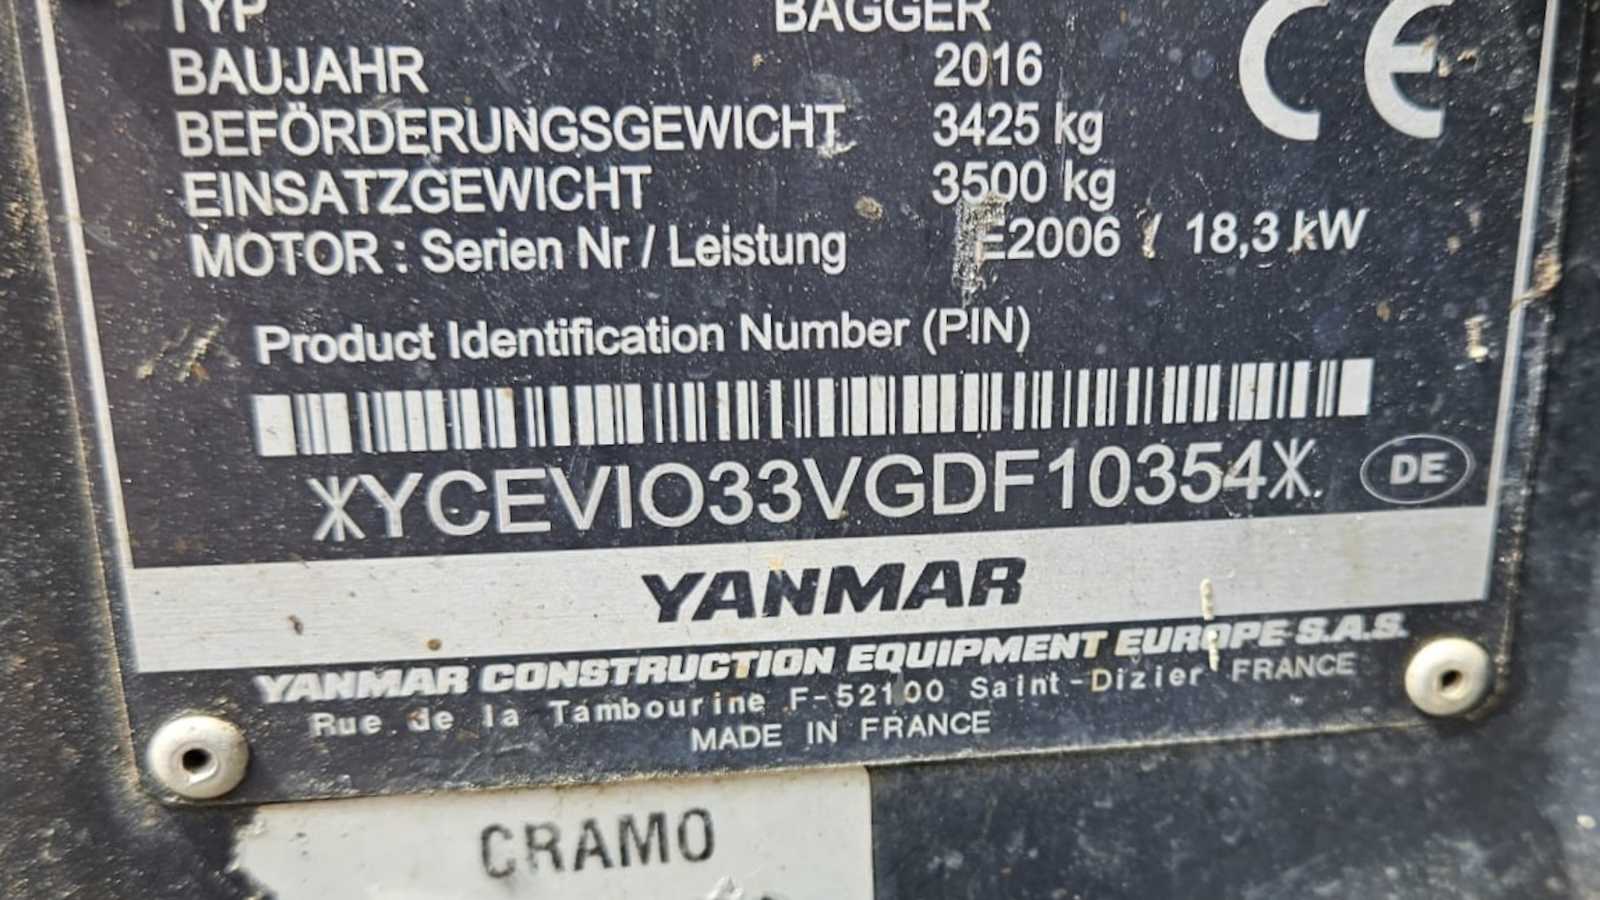 TYP BAGGER
BAUJAHR 2016
BEFÖRDERUNGSGEWICHT 3425 kg
EINSATZGEWICHT 3500 kg
MOTOR : Serien Nr / Leistung E2006 / 18,3 kW
CE
Product Identification Number (PIN)
*YCEVIO33VGDF10354*
DE
YANMAR
YANMAR CONSTRUCTION EQUIPMENT EUROPE S.A.S.
Rue de la Tambourine F-52100 Saint-Dizier FRANCE
MADE IN FRANCE
CRAMO